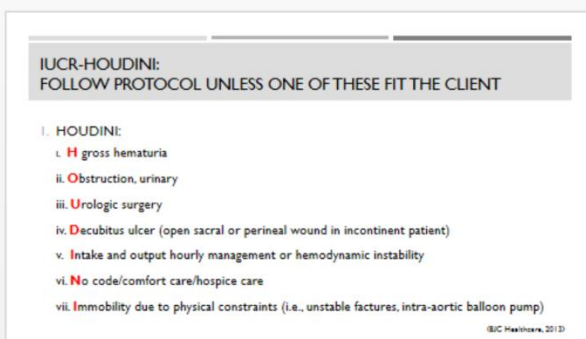 IUCR-HOUDINI:
FOLLOW PROTOCOL UNLESS ONE OF THESE FIT THE CLIENT
1. HOUDINI:
i. H gross hematuria
ii. Obstruction, urinary
iii. Urologic surgery
iv. Decubitus ulcer (open sacral or perineal wound in incontinent patient)
v. Intake and output hourly management or hemodynamic instability
vi. No code/comfort care/hospice care
vii. Immobility due to physical constraints (i.e., unstable factures, intra-aortic balloon pump)
(BJC Healthcare, 2012)